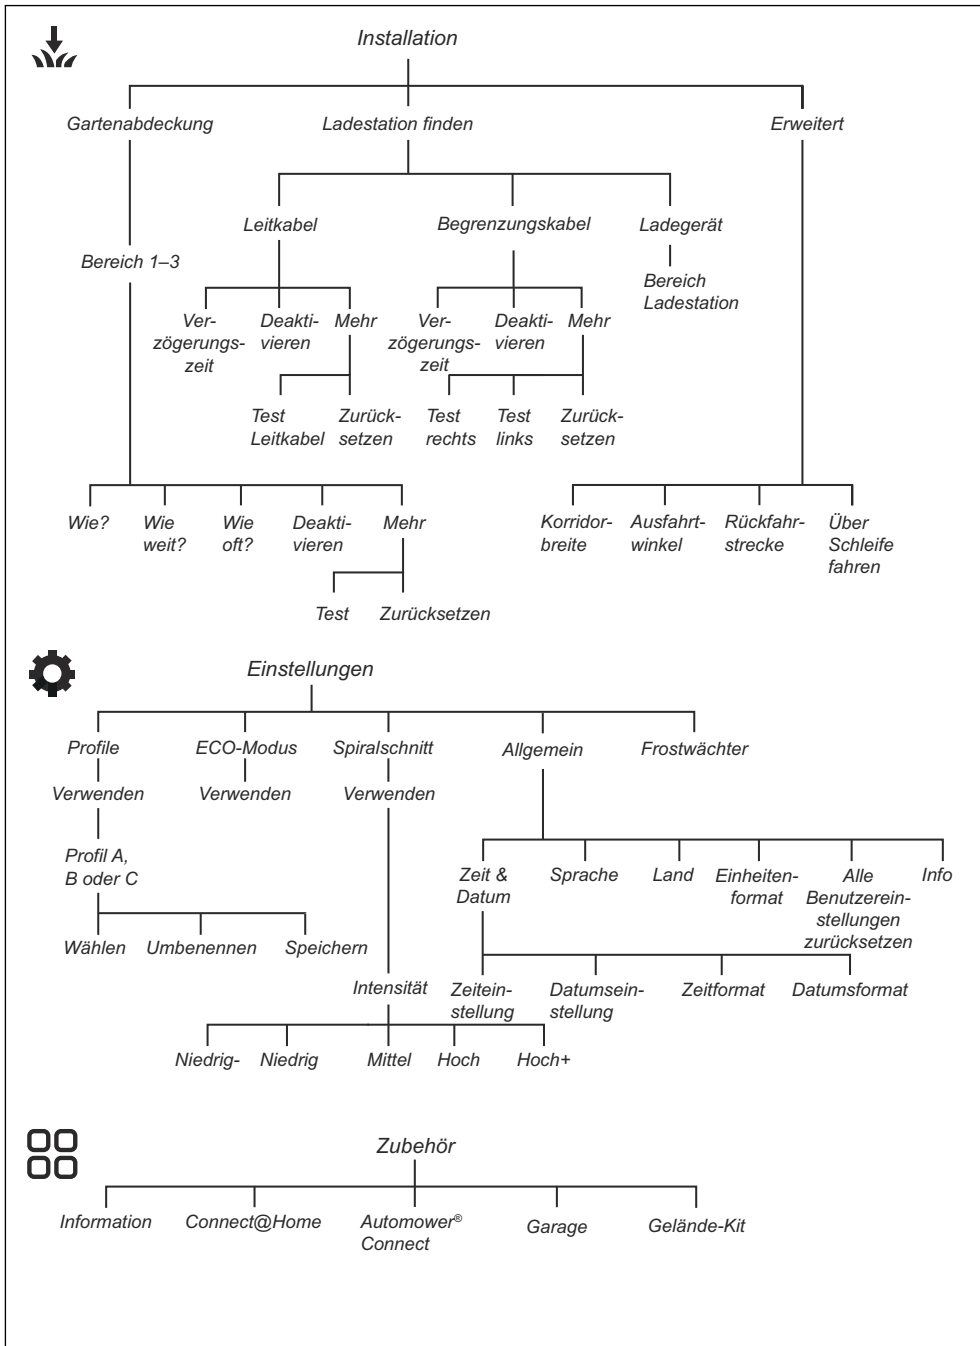 Installation
Gartenabdeckung
Ladestation finden
Erweitert
Leitkabel
Begrenzungskabel
Ladegerät
Bereich 1–3
Bereich
Ladestation
Ver-
zögerungs-
zeit
Deakti-
vieren
Mehr
Ver-
zögerungs-
zeit
Deakti-
vieren
Mehr
Test
Leitkabel
Zurück-
setzen
Test
rechts
Test
links
Zurück-
setzen
Wie?
Wie
weit?
Wie
oft?
Deakti-
vieren
Mehr
Korridor-
breite
Ausfahrt-
winkel
Rückfahr-
strecke
Über
Schleife
fahren
Test
Zurücksetzen
Einstellungen
Profile
ECO-Modus
Spiralschnitt
Allgemein
Frostwächter
Verwenden
Verwenden
Verwenden
Profil A,
B oder C
Zeit &
Datum
Sprache
Land
Einheiten-
format
Alle
Benutzerein-
stellungen
zurücksetzen
Info
Wählen
Umbenennen
Speichern
Intensität
Zeitein-
stellung
Datumsein-
stellung
Zeitformat
Datumsformat
Niedrig-
Niedrig
Mittel
Hoch
Hoch+
Zubehör
Information
Connect@Home
Automower®
Connect
Garage
Gelände-Kit